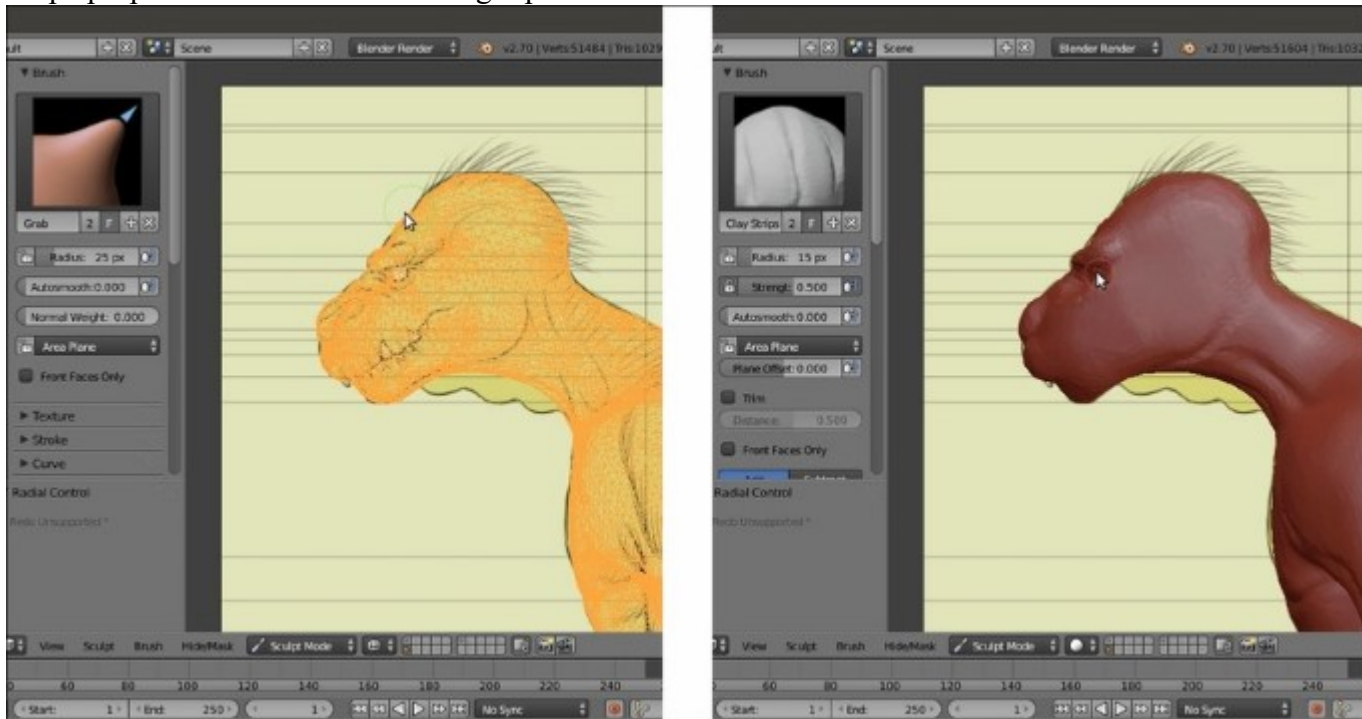 ult Scene Blender Render v2.70 | Verts:51484 | Tris:1029
Brush
Grab 2 F
Radius: 25 px
Autosmooth:0.000
Normal Weight: 0.000
Area Plane
Front Faces Only
Texture
Stroke
Curve
Radial Control
Redo Unsupported *
View Sculpt Brush Hide/Mask Sculpt Mode
60 80 100 120 140 160 180 200 220 240
Start: 1 End: 250 1 No Sync
ult Scene Blender Render v2.70 | Verts:51604 | Tris:1032
Brush
Clay Strips 2 F
Radius: 15 px
Strengt: 0.500
Autosmooth:0.000
Area Plane
Plane Offset: 0.000
Trim
Distance: 0.500
Front Faces Only
Radial Control
Redo Unsupported *
View Sculpt Brush Hide/Mask Sculpt Mode
60 80 100 120 140 160 180 200 220 240
Start: 1 End: 250 1 No Sync